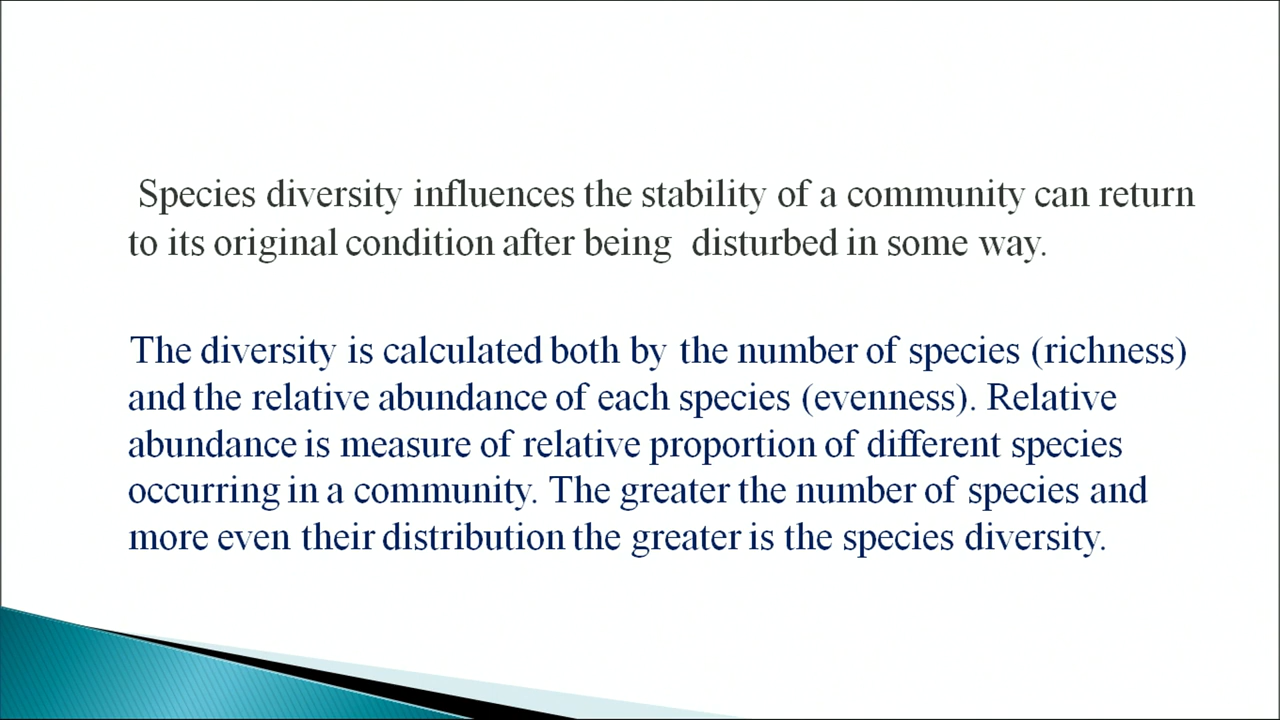 Species diversity influences the stability of a community can return
to its original condition after being disturbed in some way.
The diversity is calculated both by the number of species (richness)
and the relative abundance of each species (evenness). Relative
abundance is measure of relative proportion of different species
occurring in a community. The greater the number of species and
more even their distribution the greater is the species diversity.